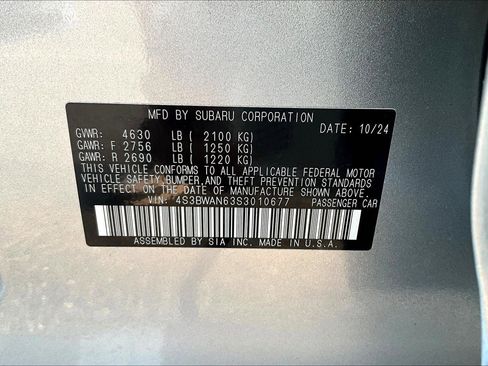 MFD BY SUBARU CORPORATION
GVWR: 4630 LB ( 2100 KG) DATE: 10/24
GAWR: F 2756 LB ( 1250 KG)
GAWR: R 2690 LB ( 1220 KG)
THIS VEHICLE CONFORMS TO ALL APPLICABLE FEDERAL MOTOR
VEHICLE SAFETY, BUMPER, AND THEFT PREVENTION STANDARDS
IN EFFECT ON THE DATE OF MANUFACTURE SHOWN ABOVE.
VIN: 4S3BWAN63S3010677 PASSENGER CAR
ASSEMBLED BY SIA INC. MADE IN U.S.A.